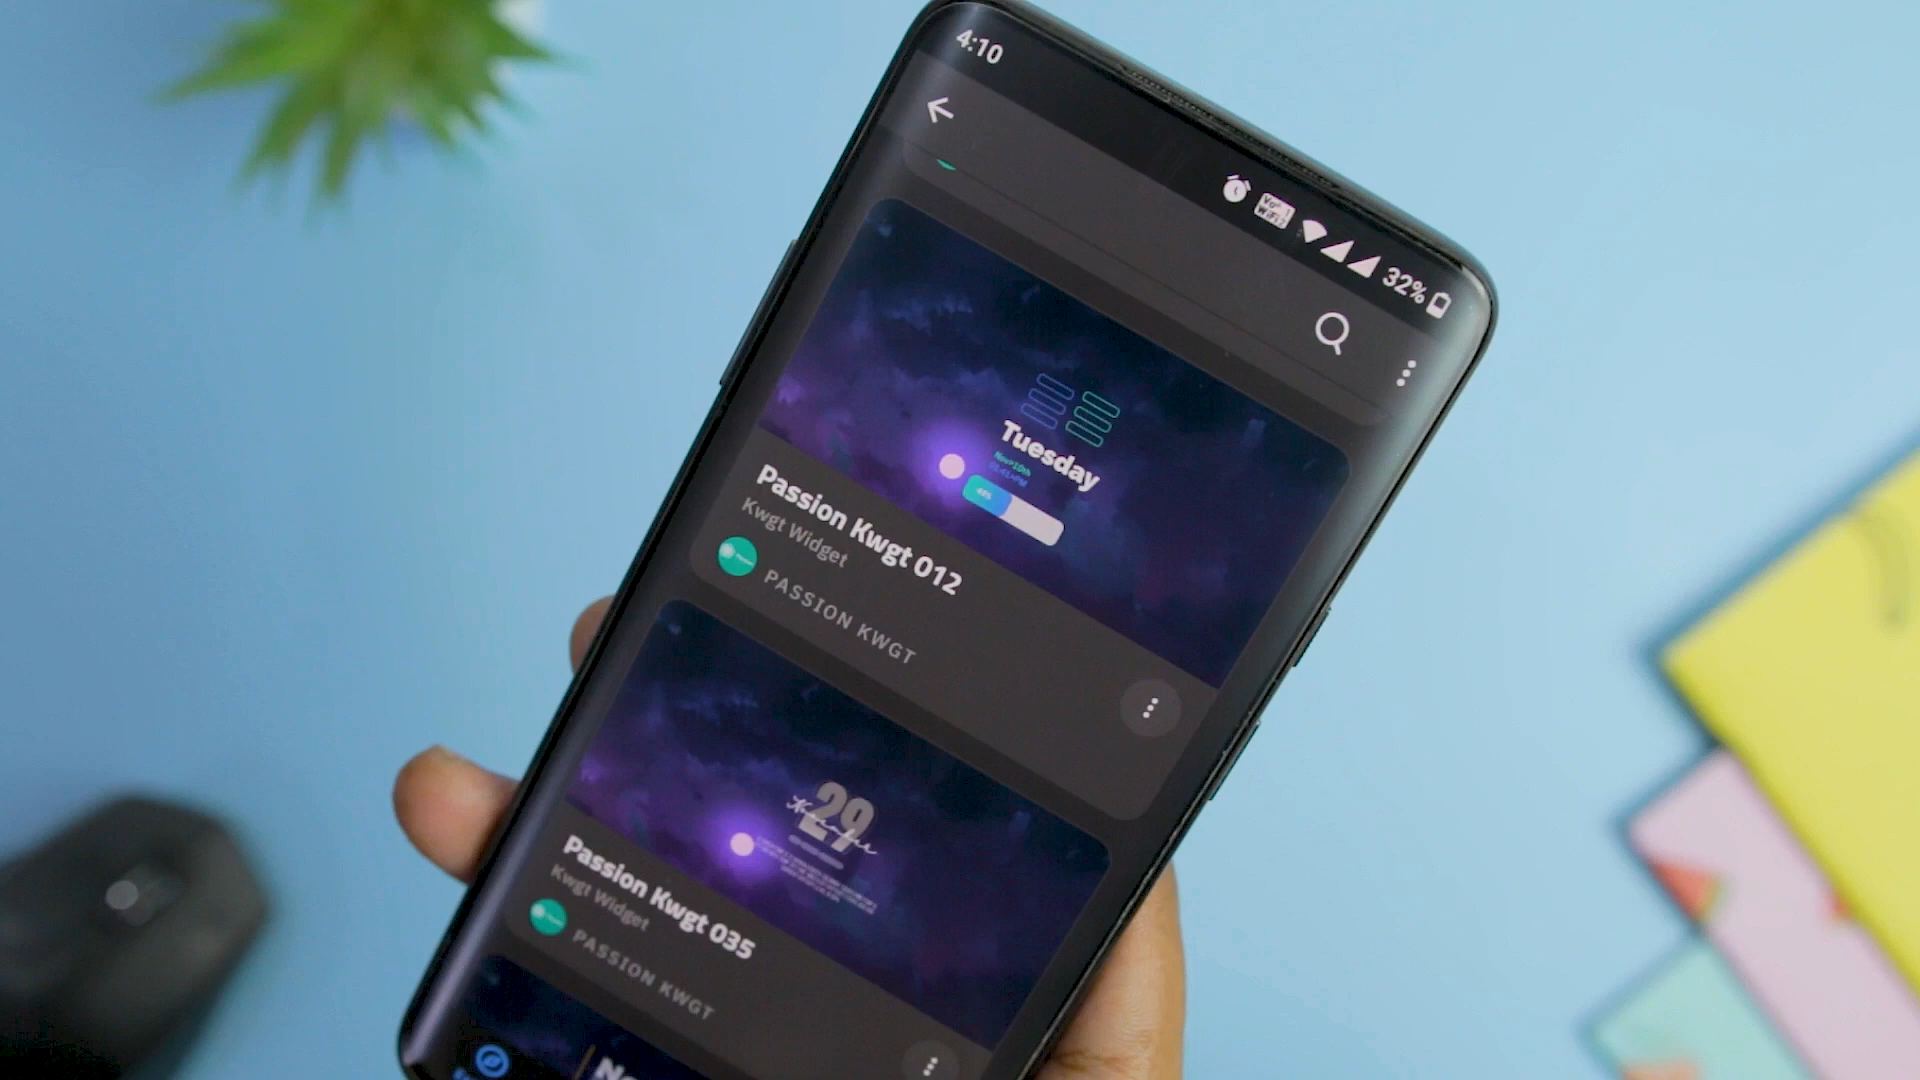 4:10
32%
Tuesday
Passion Kwgt 012
Kwgt Widget
PASSION KWGT
29
Passion Kwgt 035
Kwgt Widget
PASSION KWGT